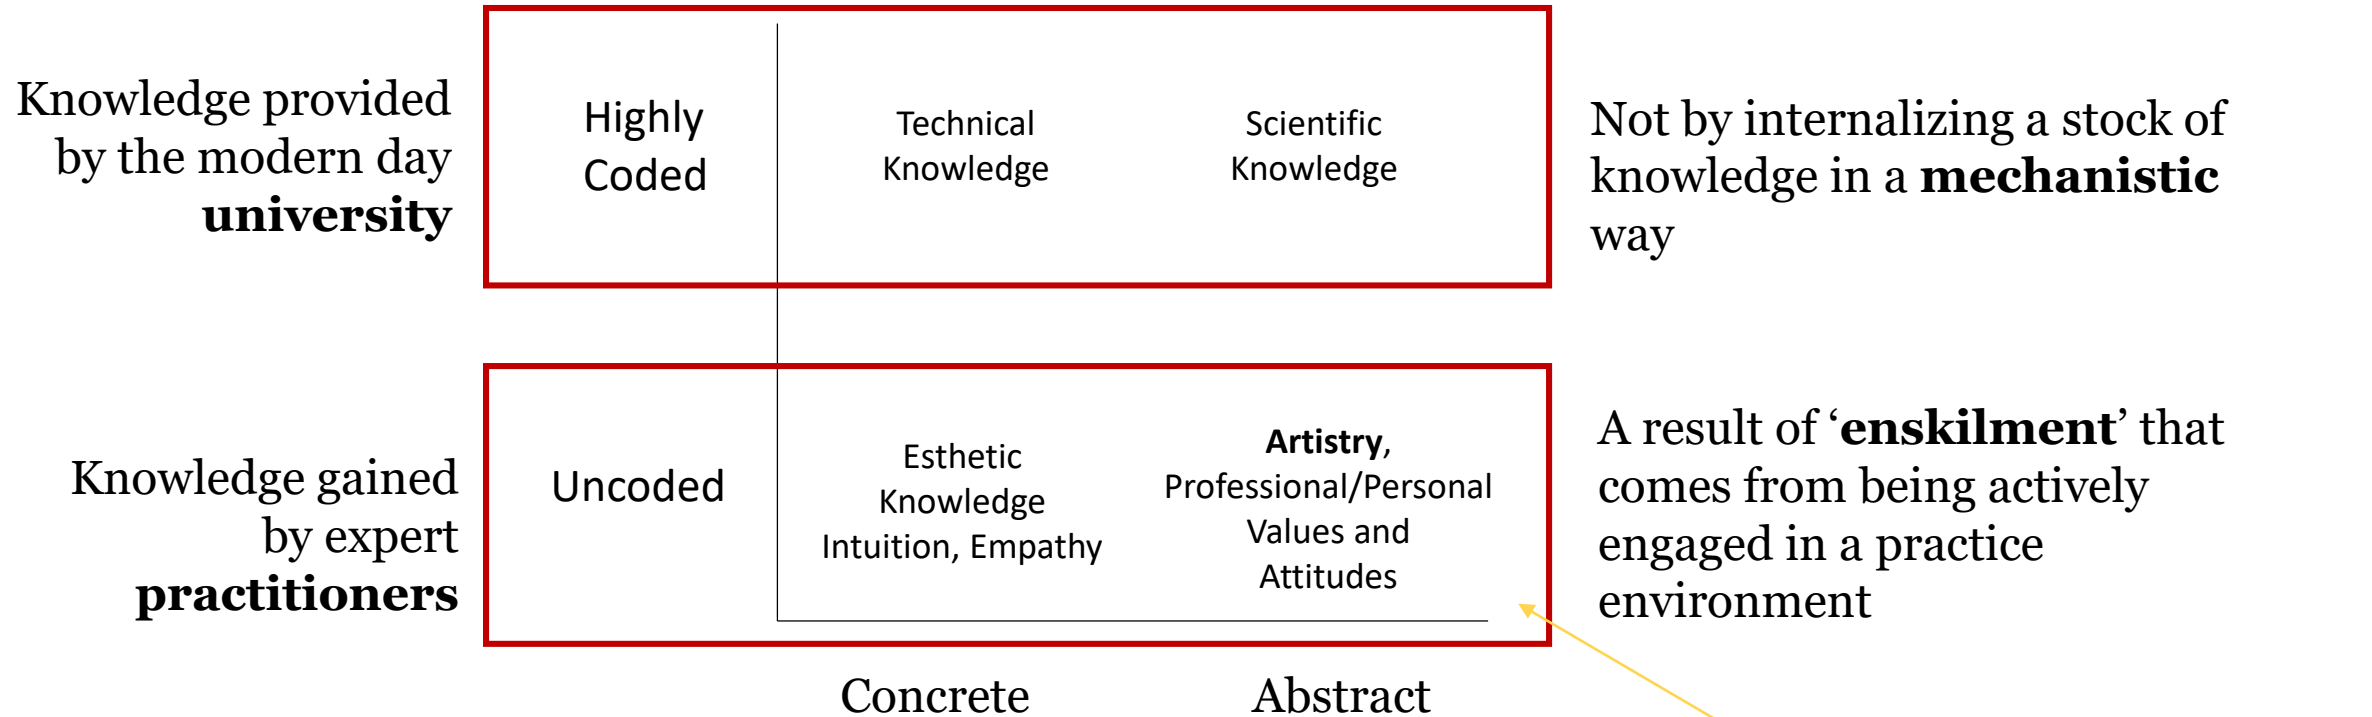 Knowledge provided
by the modern day
university
Highly
Coded
Technical
Knowledge
Scientific
Knowledge
Not by internalizing a stock of
knowledge in a mechanistic
way
Knowledge gained
by expert
practitioners
Uncoded
Esthetic
Knowledge
Intuition, Empathy
Artistry,
Professional/Personal
Values and
Attitudes
A result of ‘enskilment’ that
comes from being actively
engaged in a practice
environment
Concrete
Abstract